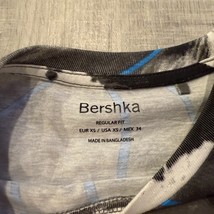 Bershka
REGULAR FIT
EUR XS / USA XS / MEX 34
MADE IN BANGLADESH